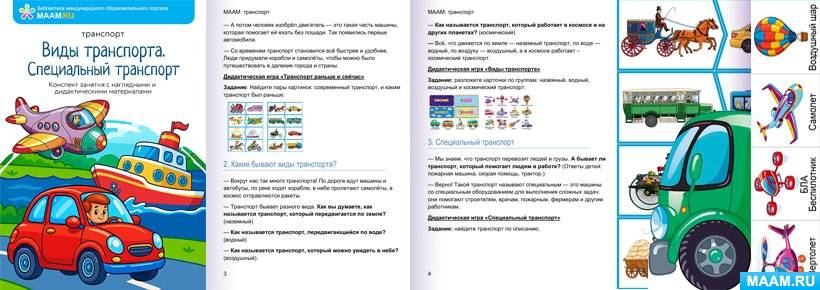 Библиотека международного образовательного портала
MAAM.RU
транспорт
Виды транспорта.
Специальный транспорт
Конспект занятия с наглядными и
дидактическими материалами
МААМ: транспорт
— А потом человек изобрёл двигатель — это такая часть машины,
которая помогает ей ехать без лошади. Так появились первые
автомобили.
— Со временем транспорт становился всё быстрее и удобнее.
Люди придумали корабли и самолёты, чтобы можно было
путешествовать в далекие города и страны.
Дидактическая игра «Транспорт раньше и сейчас»
Задание: Найдите пары картинок: современный транспорт, и каким
транспорт был раньше.
2. Какие бывают виды транспорта?
— Вокруг нас так много транспорта! По дороге едут машины и
автобусы, по реке ходят корабли, в небе пролетают самолёты, в
космос отправляются ракеты.
— Транспорт бывает разного вида. Как вы думаете, как
называется транспорт, который передвигается по земле?
(наземный)
— Как называется транспорт, передвигающийся по воде?
(водный)
— Как называется транспорт, который можно увидеть в небе?
(воздушный).
3
МААМ: транспорт
— Как называется транспорт, который работает в космосе и на
других планетах? (космический)
— Всё, что движется по земле — наземный транспорт, по воде —
водный, по воздуху — воздушный, а в космосе работает –
космический транспорт.
Дидактическая игра «Виды транспорта»
Задание: разложите карточки по группам: наземный, водный,
воздушный и космический транспорт.
3. Специальный транспорт
— Мы знаем, что транспорт перевозит людей и грузы. А бывает ли
транспорт, который помогает людям в работе? (Ответы детей:
пожарная машина. скорая помощь, трактор.)
— Верно! Такой транспорт называют специальным — это машины
со специальным оборудованием для выполнения сложных задач;
они помогают строителям, врачам, пожарным, фермерам и другим
работникам.
Дидактическая игра «Специальный транспорт»
Задание: найдите транспорт по описанию.
4
Воздушный шар
Самолет
БЛА
Беспилотник
MAAM.RU